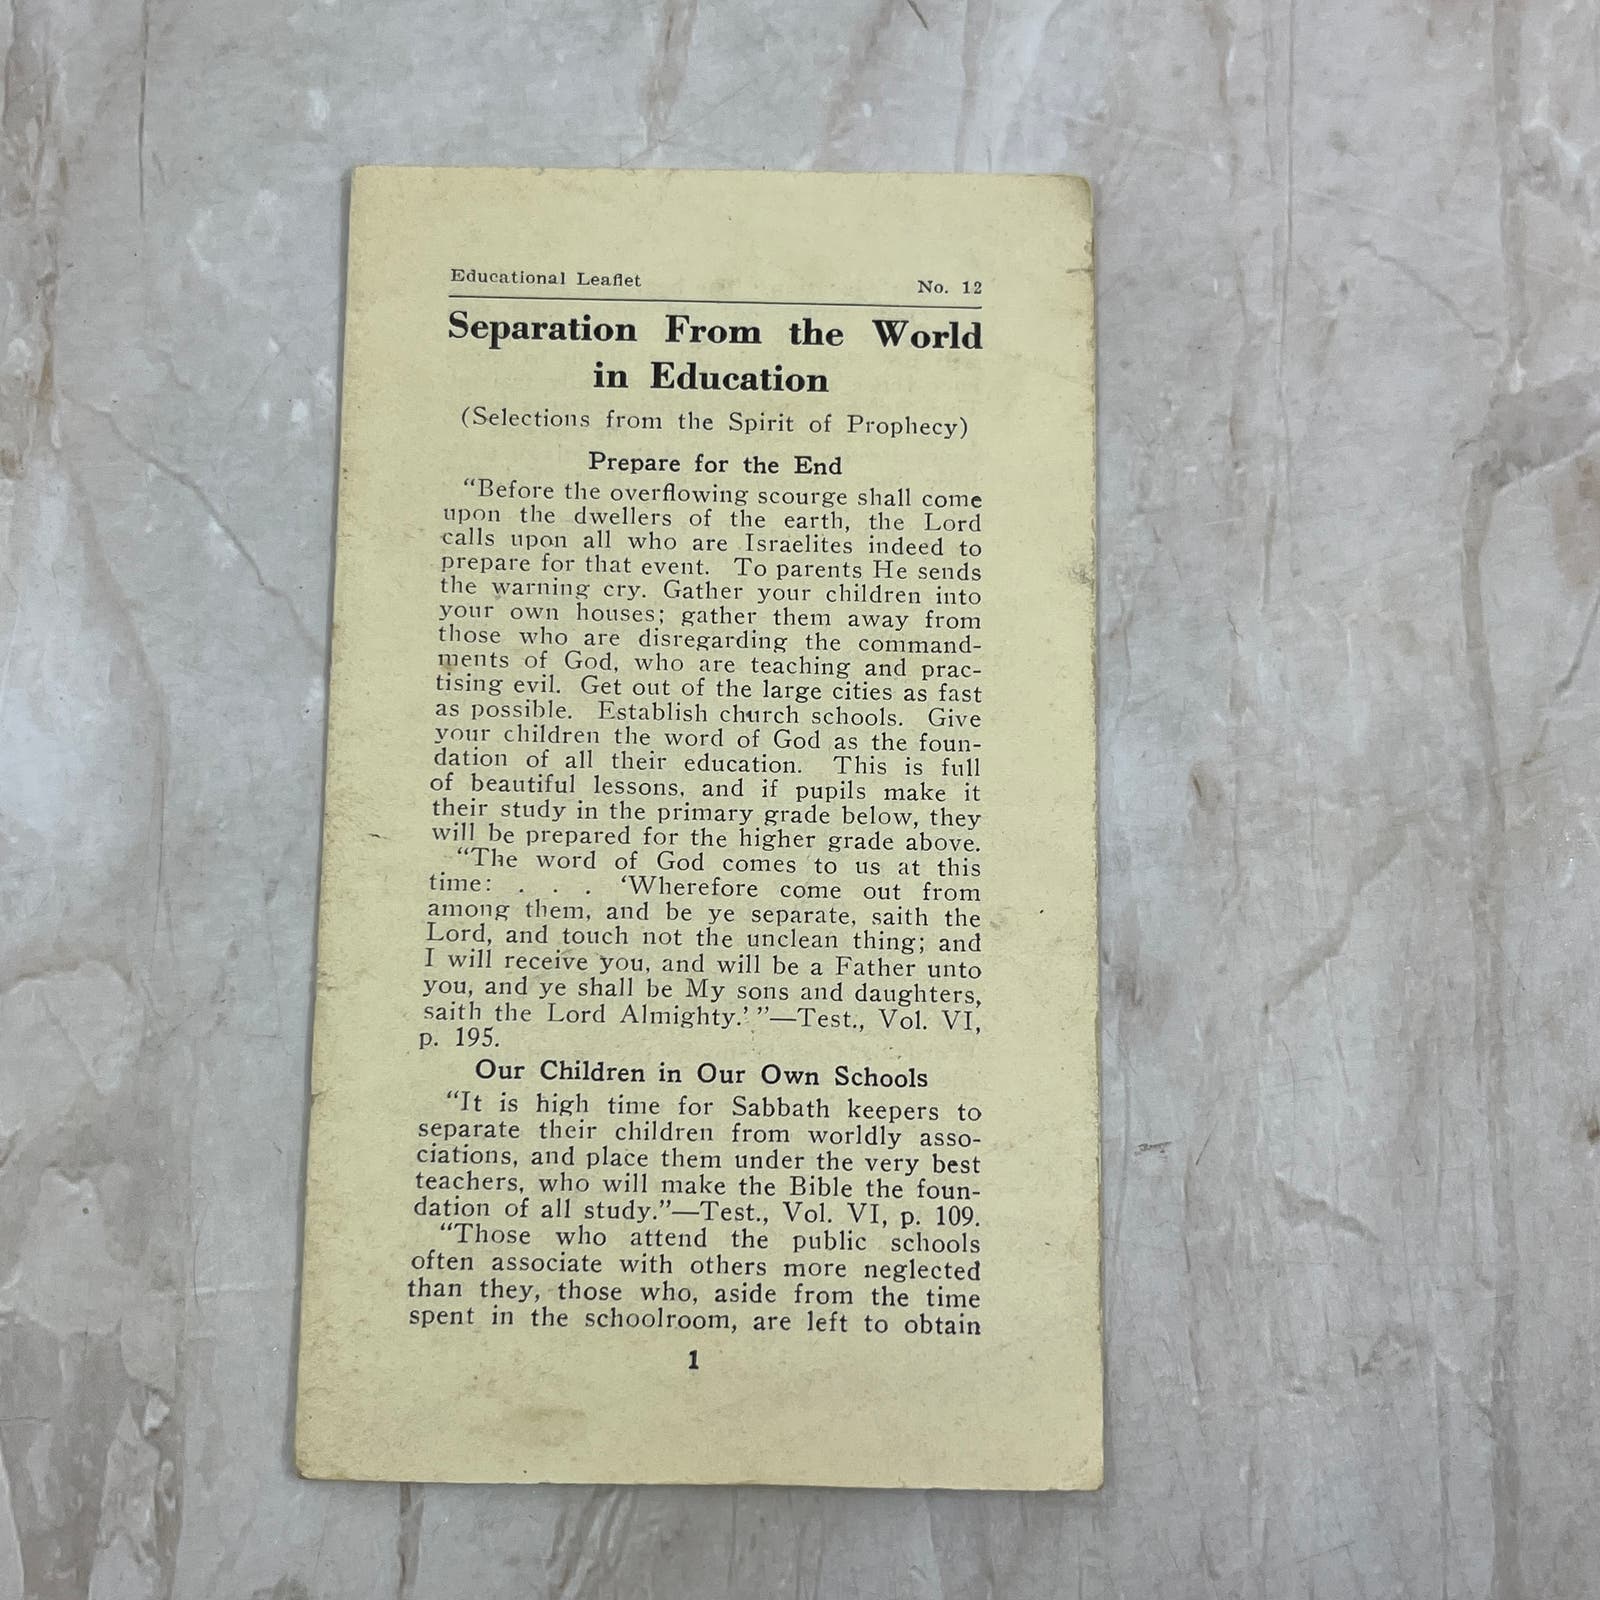 Educational Leaflet No. 12
Separation From the World
in Education
(Selections from the Spirit of Prophecy)
Prepare for the End
“Before the overflowing scourge shall come
upon the dwellers of the earth, the Lord
calls upon all who are Israelites indeed to
prepare for that event. To parents He sends
the warning cry. Gather your children into
your own houses; gather them away from
those who are disregarding the command-
ments of God, who are teaching and prac-
tising evil. Get out of the large cities as fast
as possible. Establish church schools. Give
your children the word of God as the foun-
dation of all their education. This is full
of beautiful lessons, and if pupils make it
their study in the primary grade below, they
will be prepared for the higher grade above.
“The word of God comes to us at this
time: . . . ‘Wherefore come out from
among them, and be ye separate, saith the
Lord, and touch not the unclean thing; and
I will receive you, and will be a Father unto
you, and ye shall be My sons and daughters,
saith the Lord Almighty.’”—Test., Vol. VI,
p. 195.
Our Children in Our Own Schools
“It is high time for Sabbath keepers to
separate their children from worldly asso-
ciations, and place them under the very best
teachers, who will make the Bible the foun-
dation of all study.”—Test., Vol. VI, p. 109.
“Those who attend the public schools
often associate with others more neglected
than they, those who, aside from the time
spent in the schoolroom, are left to obtain
1